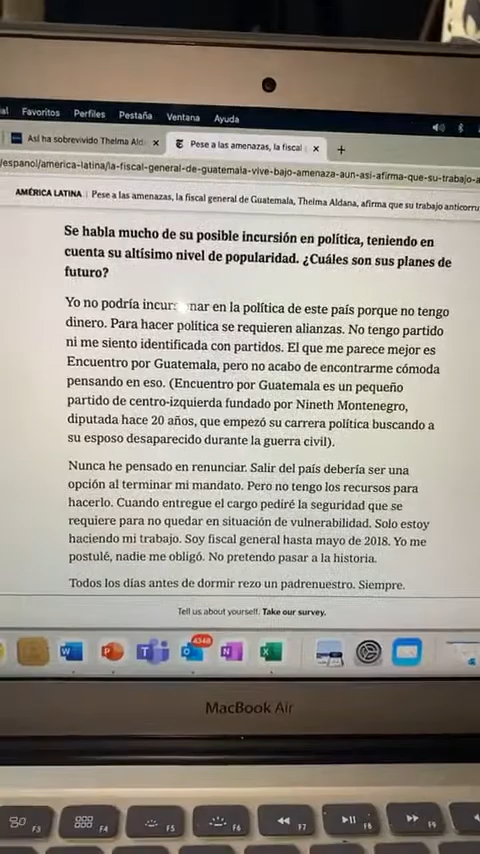 Favoritos Perfiles Pestaña Ventana Ayuda
Así ha sobrevivido Thelma Ald
Pese a las amenazas, la fiscal
/espanol/america-latina/la-fiscal-general-de-guatemala-vive-bajo-amenaza-aun-asi-afirma-que-su-trabajo-a
AMÉRICA LATINA | Pese a las amenazas, la fiscal general de Guatemala, Thelma Aldana, afirma que su trabajo anticorru
Se habla mucho de su posible incursión en política, teniendo en
cuenta su altísimo nivel de popularidad. ¿Cuáles son sus planes de
futuro?
Yo no podría en la política de este país porque no tengo
dinero. Para hacer política se requieren alianzas. No tengo partido
ni me siento identificada con partidos. El que me parece mejor es
Encuentro por Guatemala, pero no acabo de encontrarme cómoda
pensando en eso. (Encuentro por Guatemala es un pequeño
partido de centro-izquierda fundado por Nineth Montenegro,
diputada hace 20 años, que empezó su carrera política buscando a
su esposo desaparecido durante la guerra civil).
Nunca he pensado en renunciar. Salir del país debería ser una
opción al terminar mi mandato. Pero no tengo los recursos para
hacerlo. Cuando entregue el cargo pediré la seguridad que se
requiere para no quedar en situación de vulnerabilidad. Solo estoy
haciendo mi trabajo. Soy fiscal general hasta mayo de 2018. Yo me
postulé, nadie me obligó. No pretendo pasar a la historia.
Todos los días antes de dormir rezo un padrenuestro. Siempre.
Tell us about yourself. Take our survey.
4348
W P T O N X
MacBook Air
F3 F4 F5 F6 F7 F8 F9